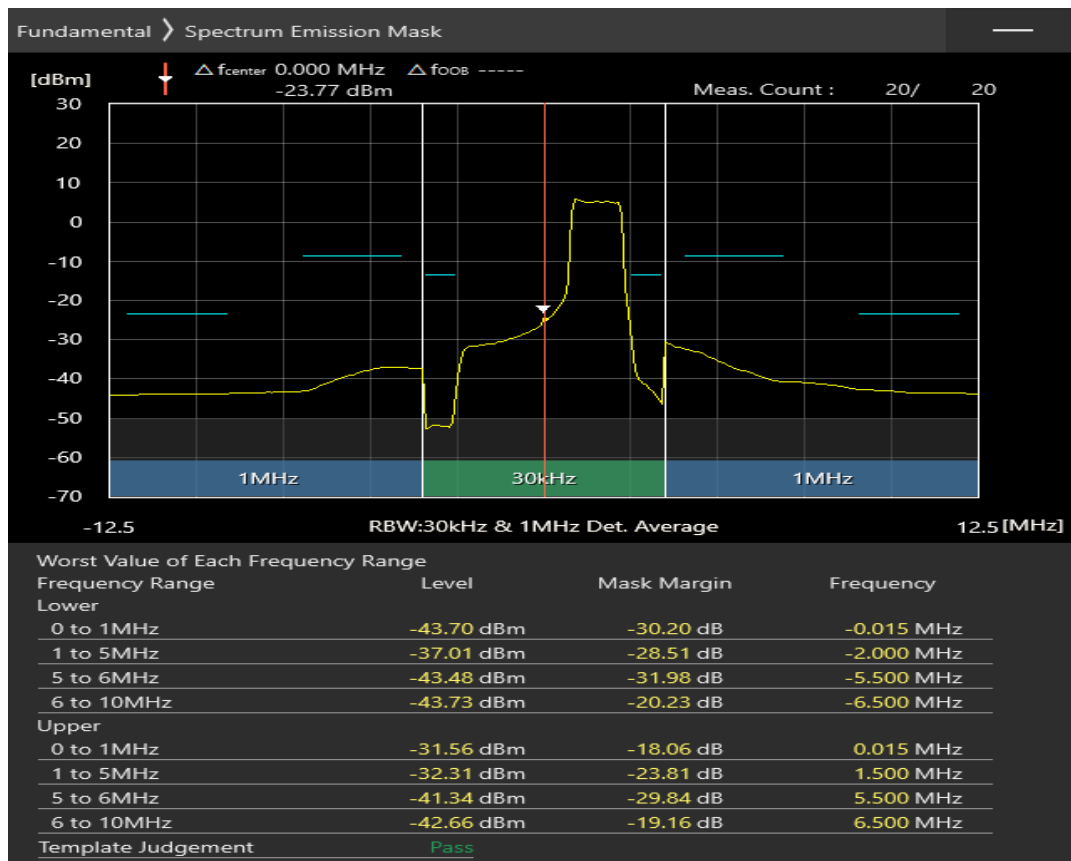 Fundamental ❯ Spectrum Emission Mask
[dBm] △ fcenter 0.000 MHz △ fOOB -----
-23.77 dBm Meas. Count : 20/ 20
30
20
10
0
-10
-20
-30
-40
-50
-60
1MHz 30kHz 1MHz
-70
-12.5 RBW:30kHz & 1MHz Det. Average 12.5 [MHz]
Worst Value of Each Frequency Range
Frequency Range Level Mask Margin Frequency
Lower
0 to 1MHz -43.70 dBm -30.20 dB -0.015 MHz
1 to 5MHz -37.01 dBm -28.51 dB -2.000 MHz
5 to 6MHz -43.48 dBm -31.98 dB -5.500 MHz
6 to 10MHz -43.73 dBm -20.23 dB -6.500 MHz
Upper
0 to 1MHz -31.56 dBm -18.06 dB 0.015 MHz
1 to 5MHz -32.31 dBm -23.81 dB 1.500 MHz
5 to 6MHz -41.34 dBm -29.84 dB 5.500 MHz
6 to 10MHz -42.66 dBm -19.16 dB 6.500 MHz
Template Judgement Pass